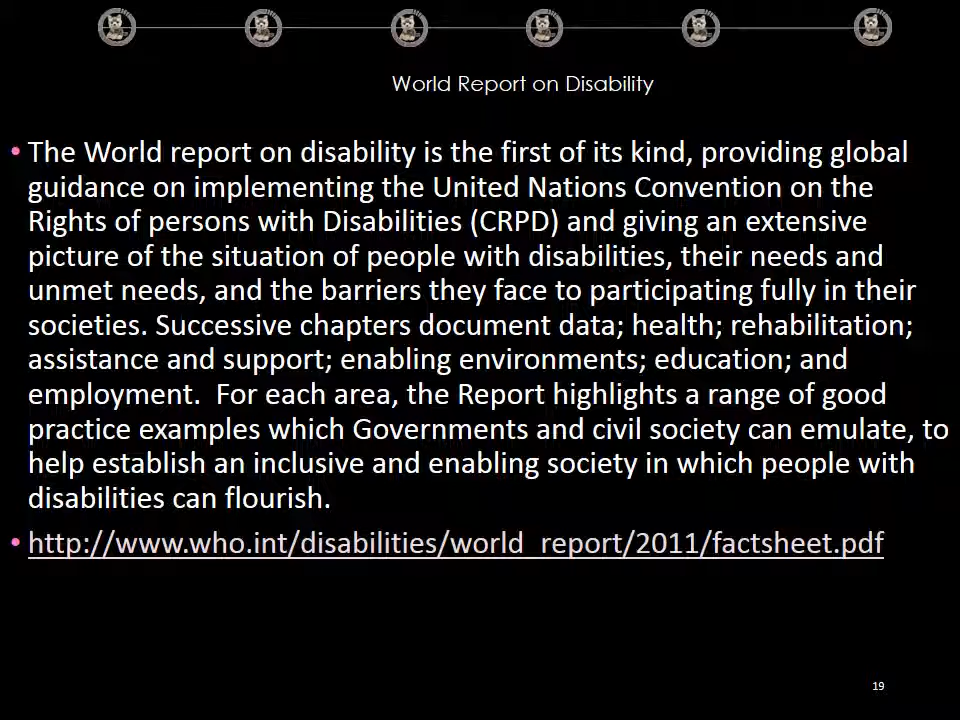 World Report on Disability
• The World report on disability is the first of its kind, providing global
guidance on implementing the United Nations Convention on the
Rights of persons with Disabilities (CRPD) and giving an extensive
picture of the situation of people with disabilities, their needs and
unmet needs, and the barriers they face to participating fully in their
societies. Successive chapters document data; health; rehabilitation;
assistance and support; enabling environments; education; and
employment.  For each area, the Report highlights a range of good
practice examples which Governments and civil society can emulate, to
help establish an inclusive and enabling society in which people with
disabilities can flourish.
• http://www.who.int/disabilities/world_report/2011/factsheet.pdf
19